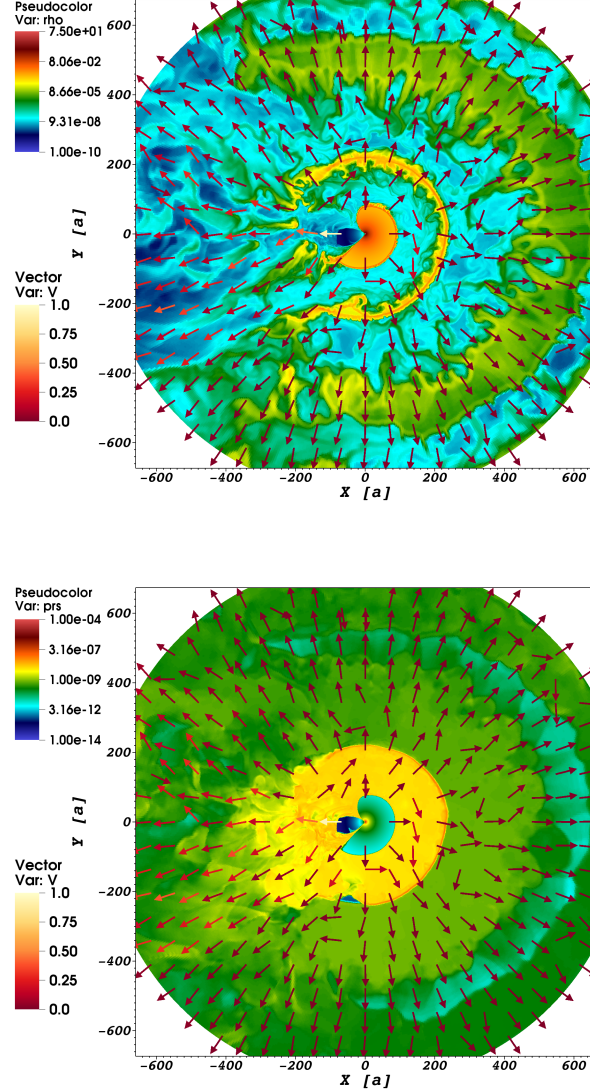 Pseudocolor
Var: rho
7.50e+01
8.06e-02
8.66e-05
9.31e-08
1.00e-10
Vector
Var: V
1.0
0.75
0.50
0.25
0.0
600
400
200
0
−200
−400
−600
Y [a]
−600 −400 −200 0 200 400 600
X [a]
Pseudocolor
Var: prs
1.00e-04
3.16e-07
1.00e-09
3.16e-12
1.00e-14
Vector
Var: V
1.0
0.75
0.50
0.25
0.0
600
400
200
0
−200
−400
−600
Y [a]
−600 −400 −200 0 200 400 600
X [a]